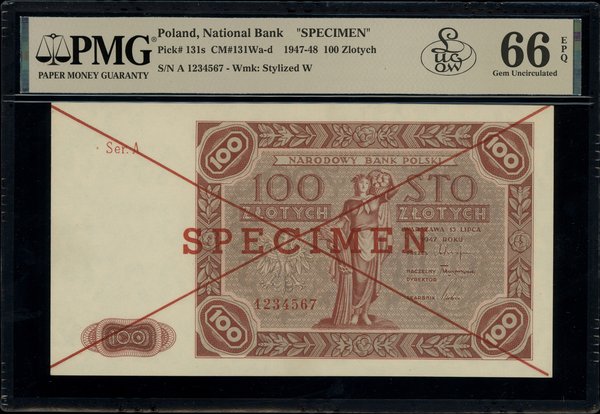 PMG
PAPER MONEY GUARANTY
Poland, National Bank "SPECIMEN"
Pick# 131s CM#131Wa-d 1947-48 100 Zlotych
S/N A 1234567 - Wmk: Stylized W
66 EPQ
Gem Uncirculated
Ser. A
100
100
NARODOWY BANK POLSKI
100 STO
ZŁOTYCH ZŁOTYCH
WARSZAWA 15 LIPCA
1947 ROKU
SPECIMEN
PREZES
NACZELNY
DYREKTOR
SKARBNIK
1234567
100
100
100